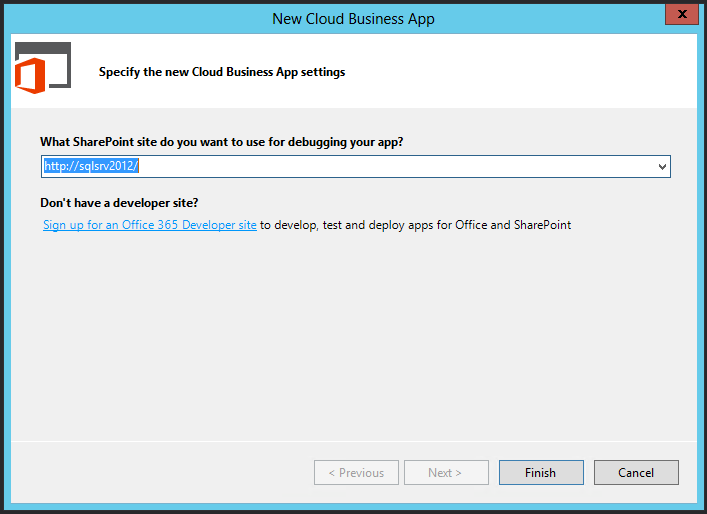 New Cloud Business App
x
Specify the new Cloud Business App settings
What SharePoint site do you want to use for debugging your app?
http://sqlsrv2012/
Don't have a developer site?
Sign up for an Office 365 Developer site to develop, test and deploy apps for Office and SharePoint
< Previous Next > Finish Cancel